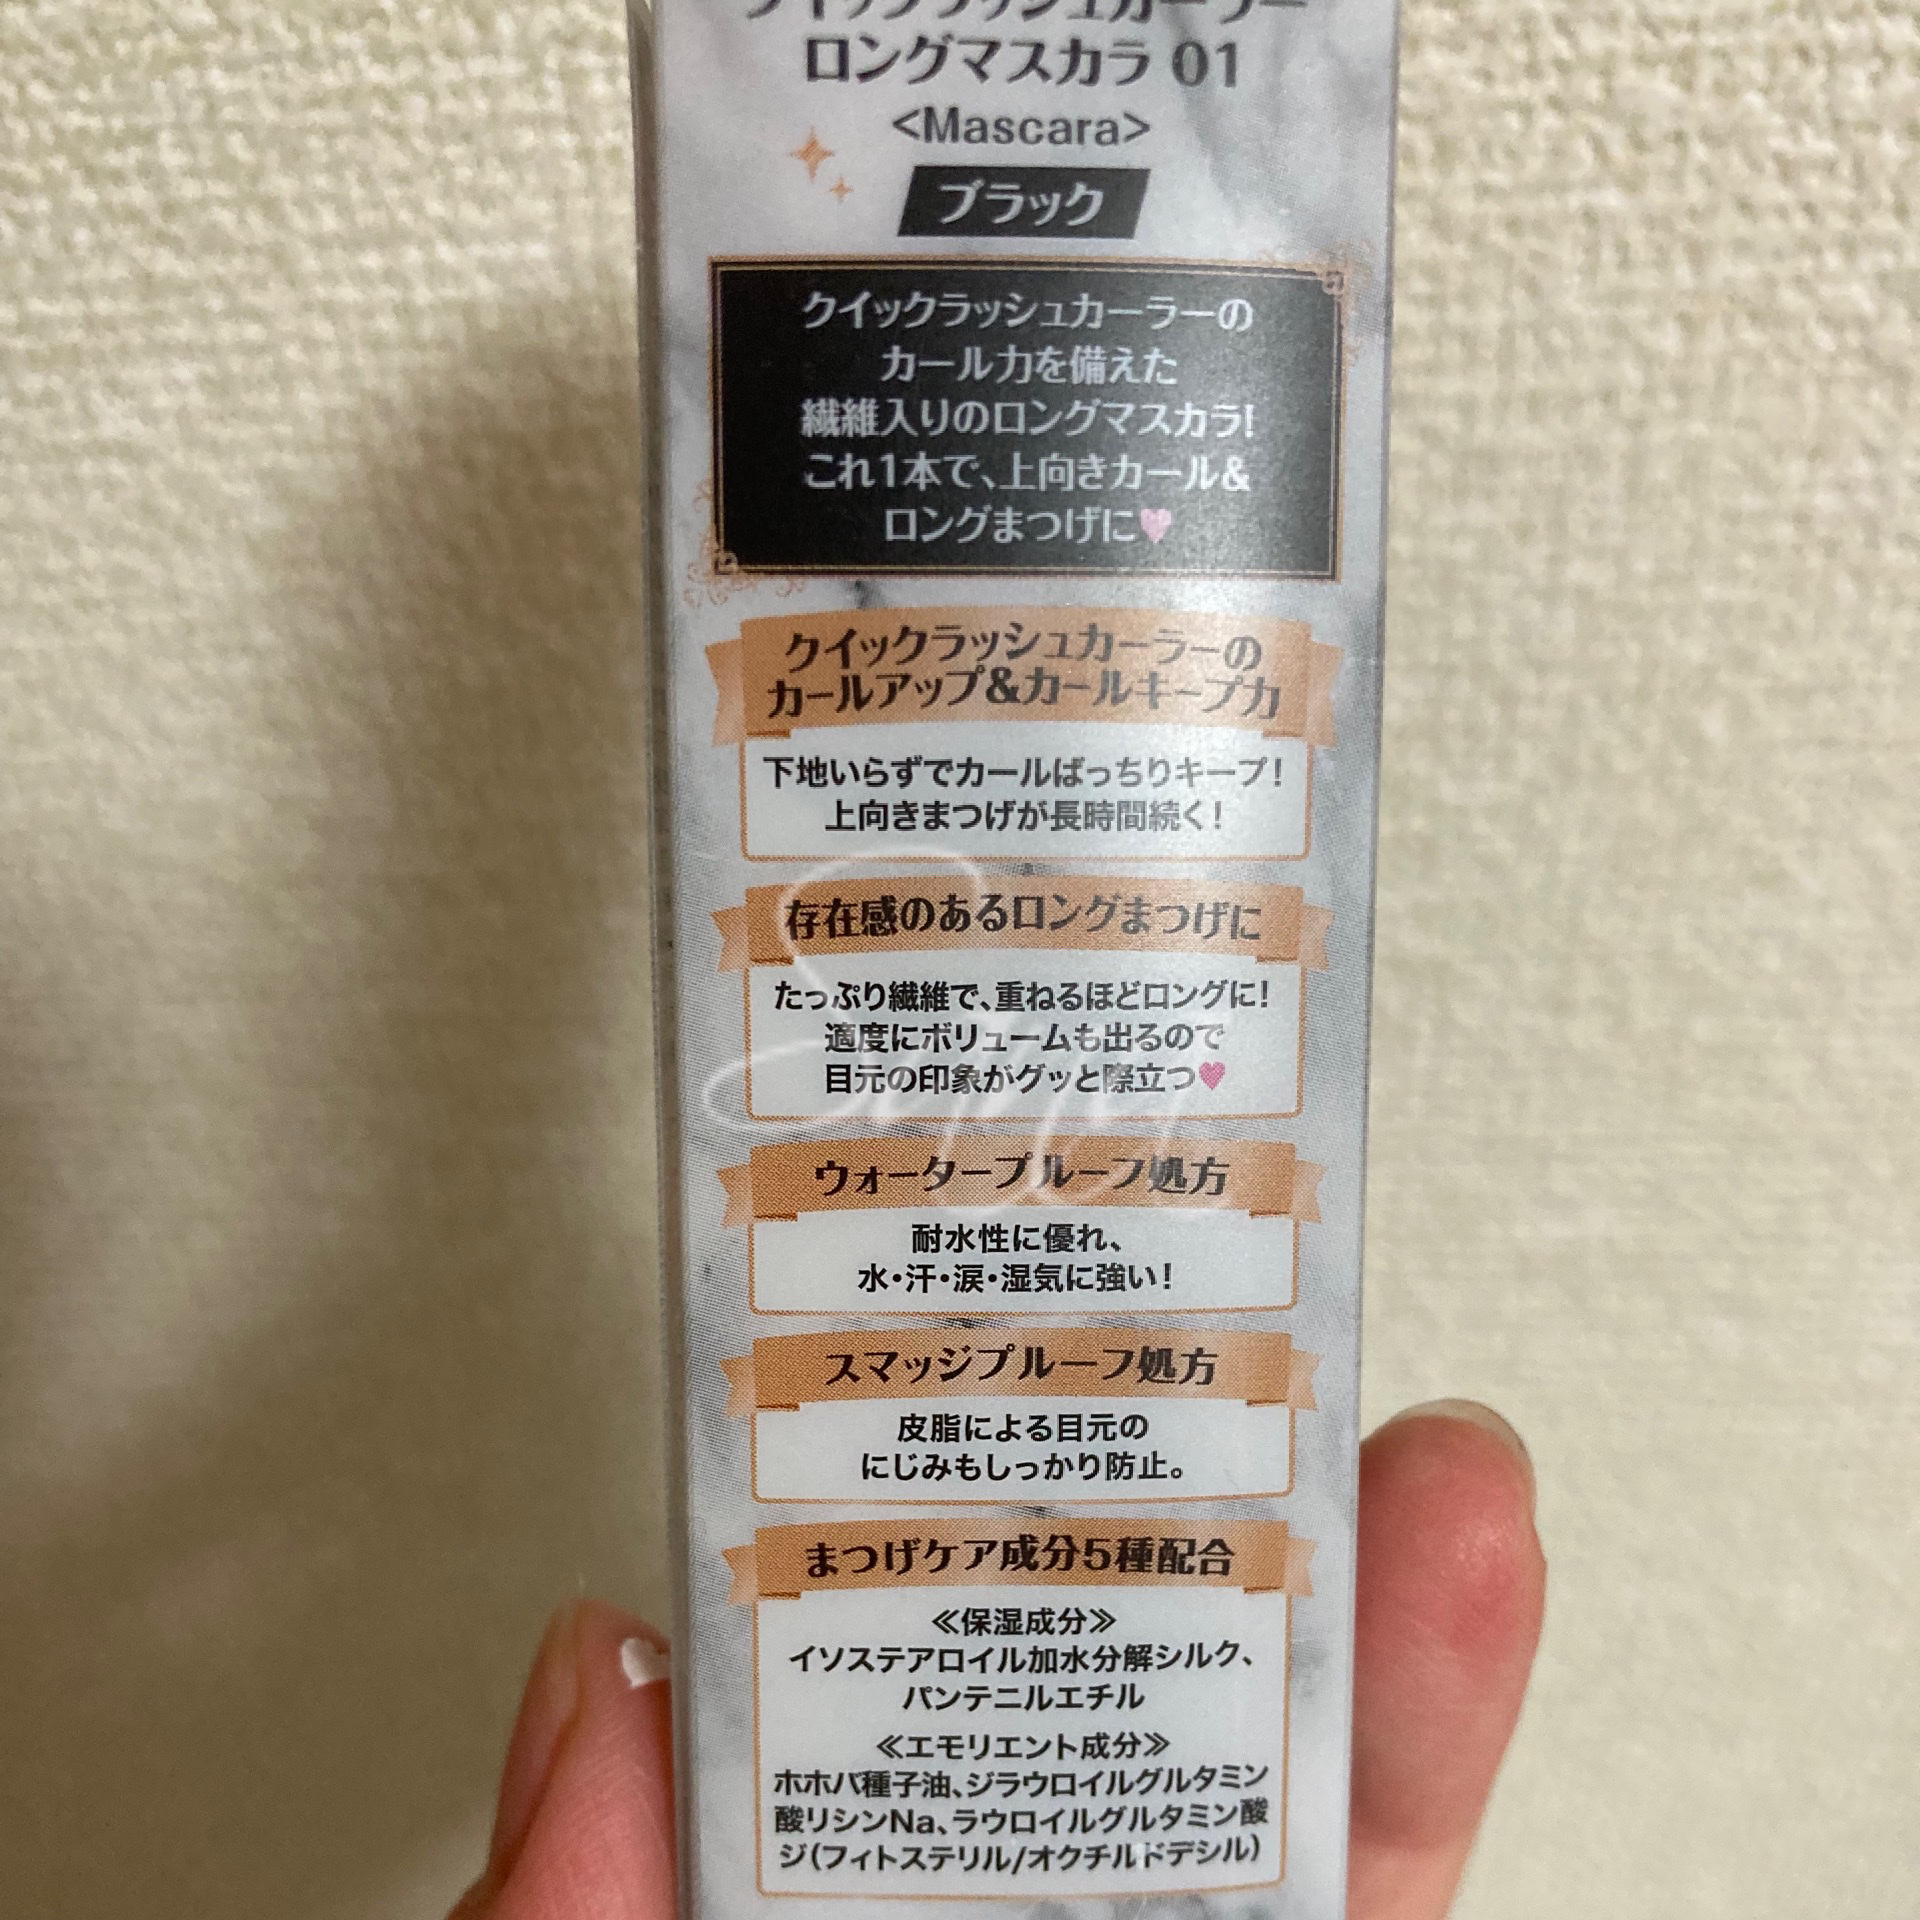 クイックラッシュカーラー
ロングマスカラ 01
<Mascara>
ブラック
クイックラッシュカーラーの
カール力を備えた
繊維入りのロングマスカラ!
これ1本で、上向きカール&
ロングまつげに♥
クイックラッシュカーラーの
カールアップ&カールキープ力
下地いらずでカールばっちりキープ!
上向きまつげが長時間続く!
存在感のあるロングまつげに
たっぷり繊維で、重ねるほどロングに!
適度にボリュームも出るので
目元の印象がグッと際立つ♥
ウォータープルーフ処方
耐水性に優れ、
水・汗・涙・湿気に強い!
スマッジプルーフ処方
皮脂による目元の
にじみもしっかり防止。
まつげケア成分5種配合
≪保湿成分≫
イソステアロイル加水分解シルク、
パンテニルエチル
≪エモリエント成分≫
ホホバ種子油、ジラウロイルグルタミン
酸リシンNa、ラウロイルグルタミン酸
ジ(フィトステリル/オクチルドデシル)